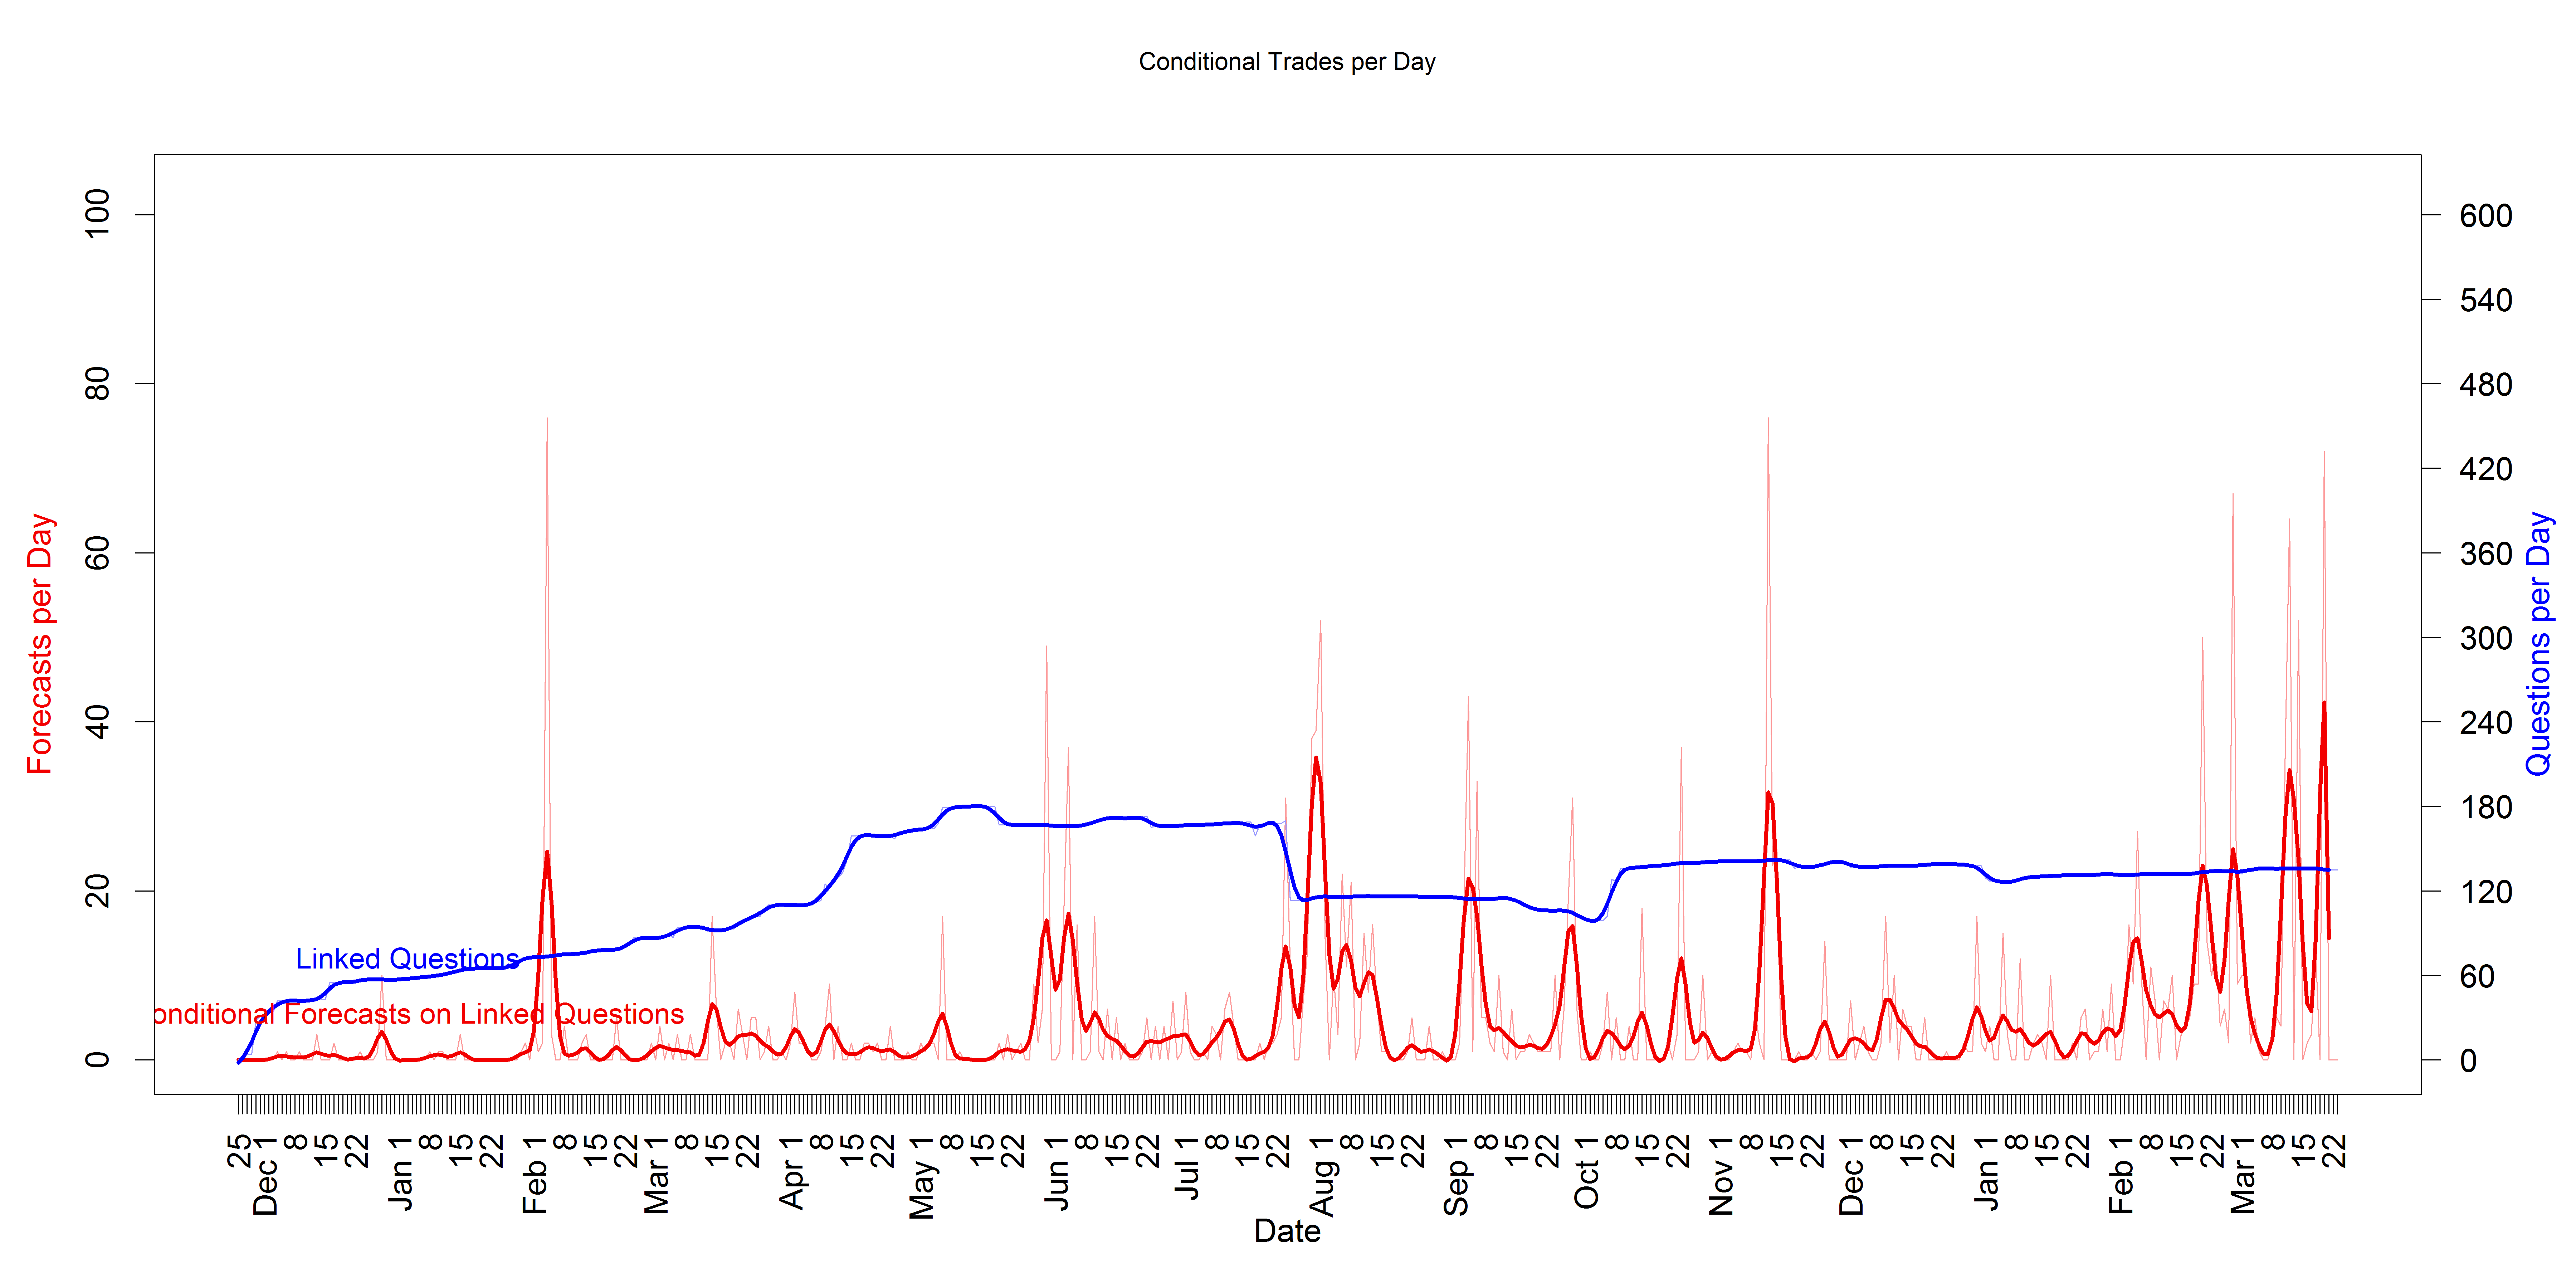 Conditional Trades per Day
100
80
60
40
20
0
Forecasts per Day
600
540
480
420
360
300
240
180
120
60
0
Questions per Day
Linked Questions
onditional Forecasts on Linked Questions
25 Dec 1 8 15 22 Jan 1 8 15 22 Feb 1 8 15 22 Mar 1 8 15 22 Apr 1 8 15 22 May 1 8 15 22 Jun 1 8 15 22 Jul 1 8 15 22 Aug 1 8 15 22 Sep 1 8 15 22 Oct 1 8 15 22 Nov 1 8 15 22 Dec 1 8 15 22 Jan 1 8 15 22 Feb 1 8 15 22 Mar 1 8 15 22
Date